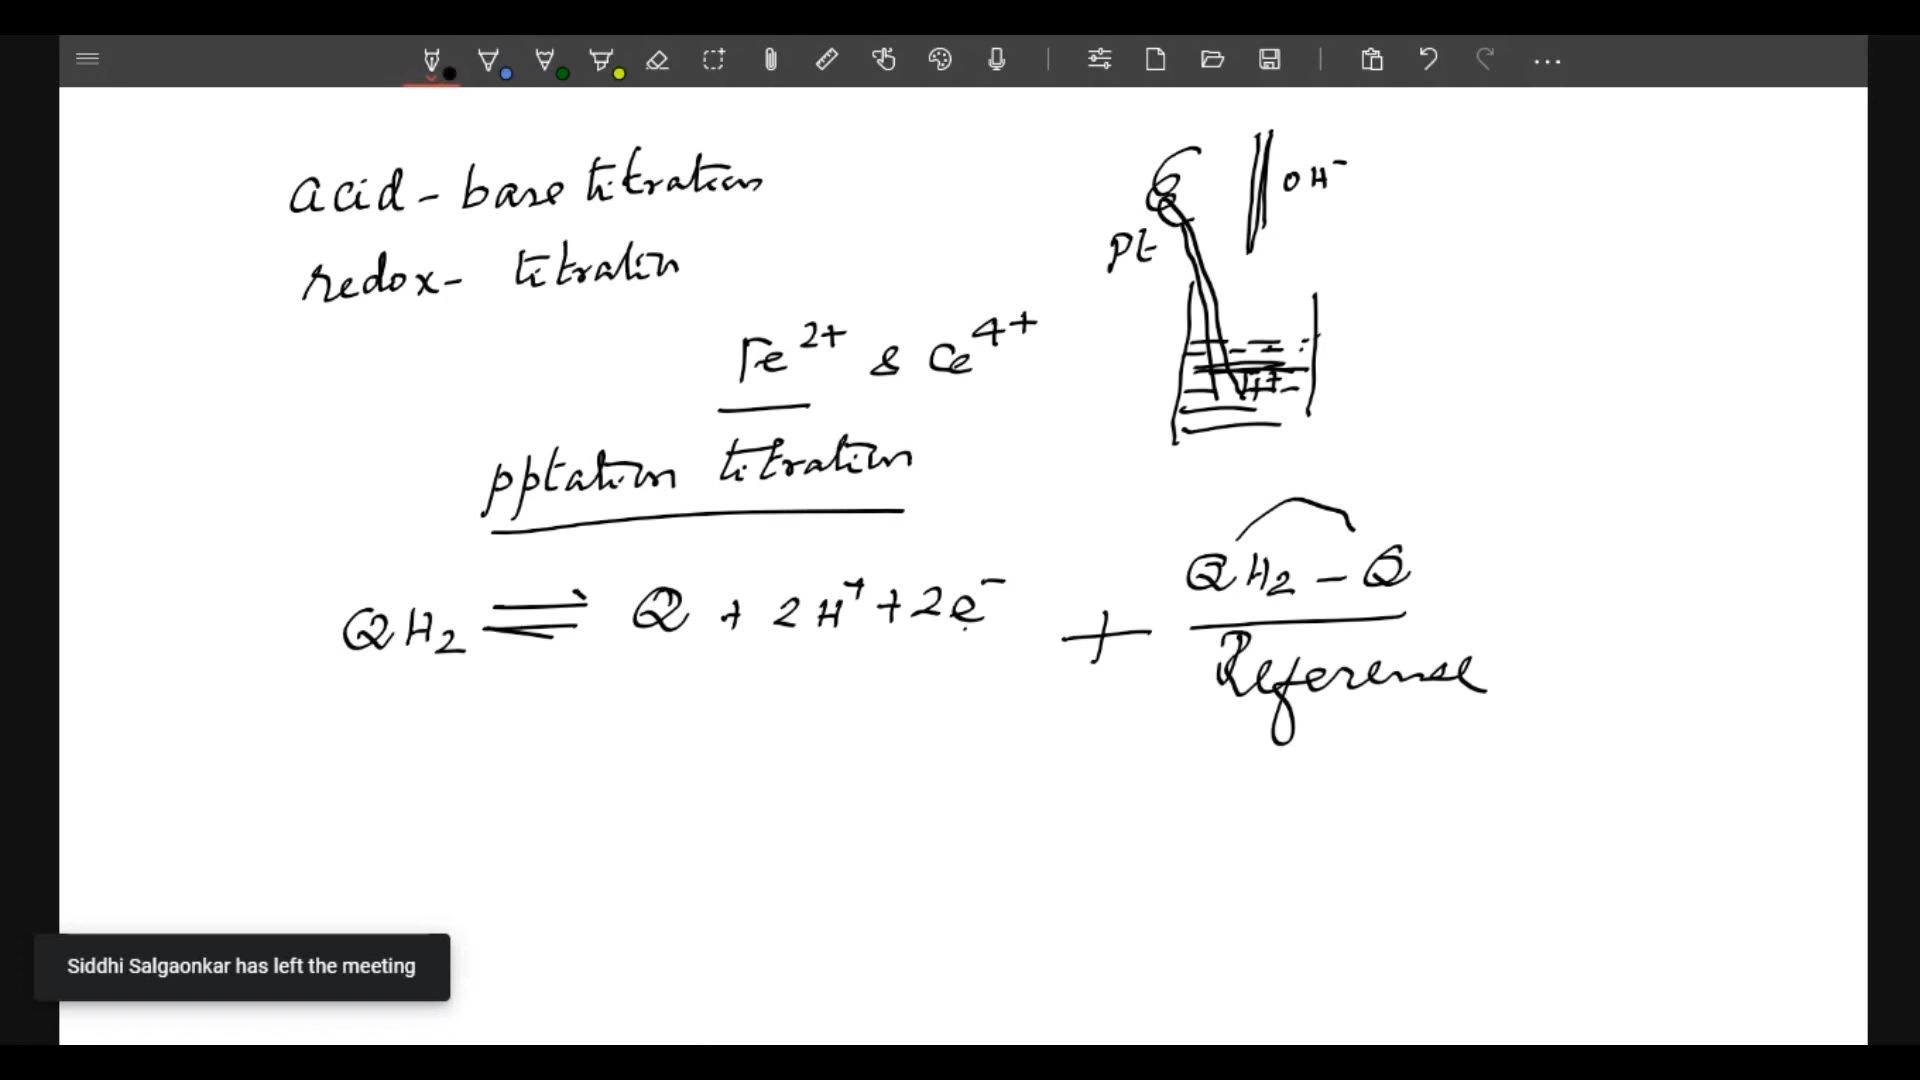 acid - base titration
redox - titration
Fe²⁺ & Ce⁴⁺
pptation titration
QH₂ ⇌ Q + 2H⁺ + 2e⁻
OH⁻
Pt
H⁺
+
QH₂ - Q
Reference
Siddhi Salgaonkar has left the meeting